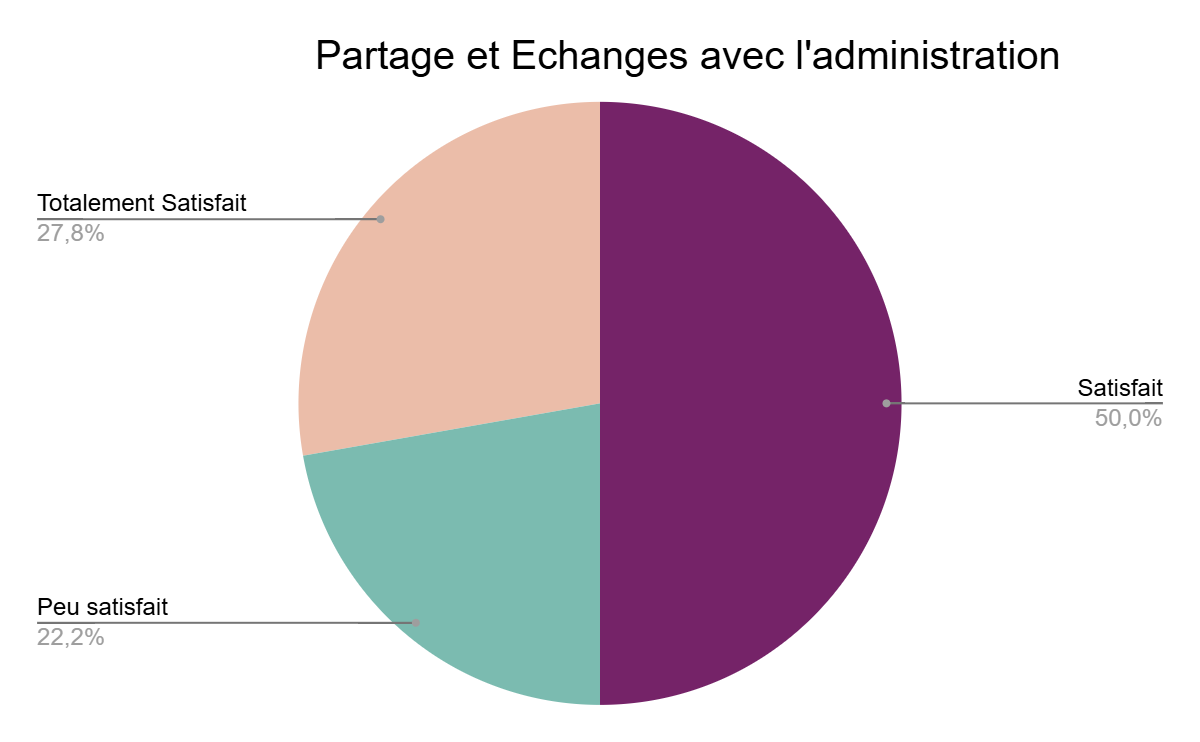 Partage et Echanges avec l'administration
Totalement Satisfait
27,8%
Satisfait
50,0%
Peu satisfait
22,2%